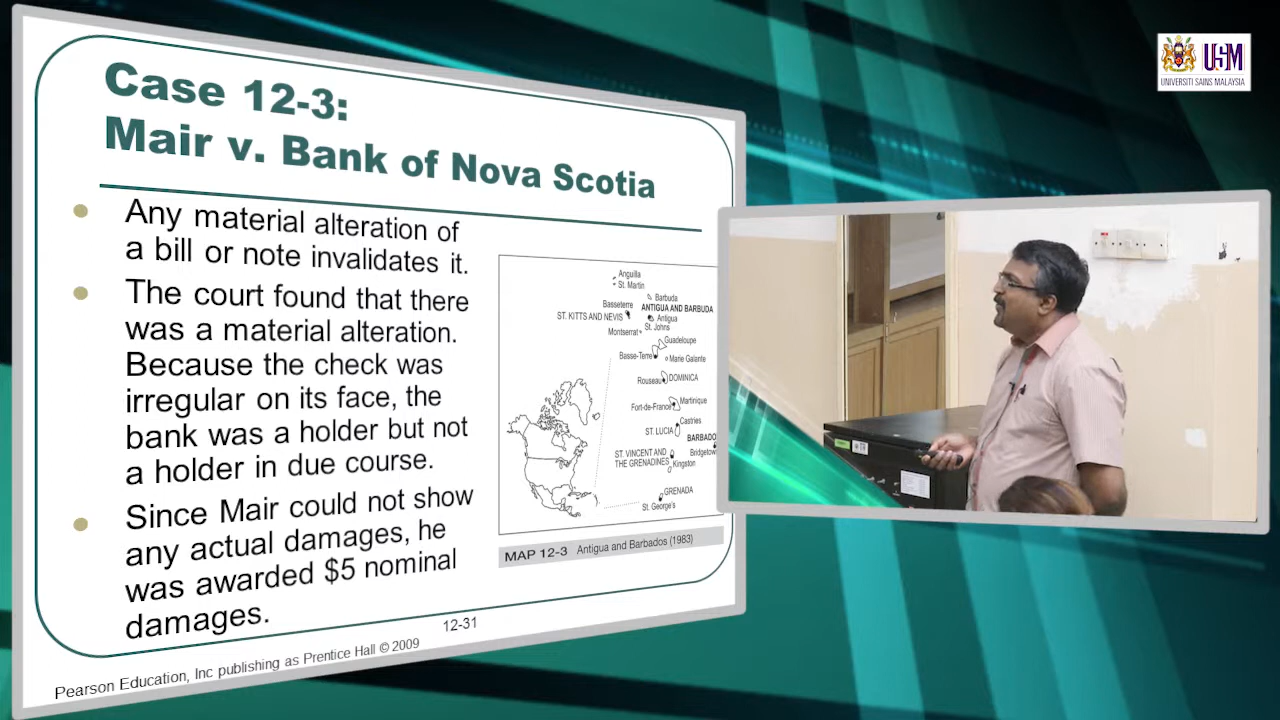 Case 12-3:
Mair v. Bank of Nova Scotia
Any material alteration of
a bill or note invalidates it.
The court found that there
was a material alteration.
Because the check was
irregular on its face, the
bank was a holder but not
a holder in due course.
Since Mair could not show
any actual damages, he
was awarded $5 nominal
damages.
Anguilla
St. Martin
Barbuda
Basseterre
ANTIGUA AND BARBUDA
ST. KITTS AND NEVIS
Antigua
St. Johns
Montserrat
Guadeloupe
Basse-Terre
Marie Galante
Rouseau
DOMINICA
Martinique
Fort-de-France
Castries
ST. LUCIA
BARBADO
ST. VINCENT AND
THE GRENADINES
Bridgetow
Kingston
GRENADA
St. George's
MAP 12-3 Antigua and Barbados (1983)
12-31
Pearson Education, Inc publishing as Prentice Hall © 2009
USM
UNIVERSITI SAINS MALAYSIA